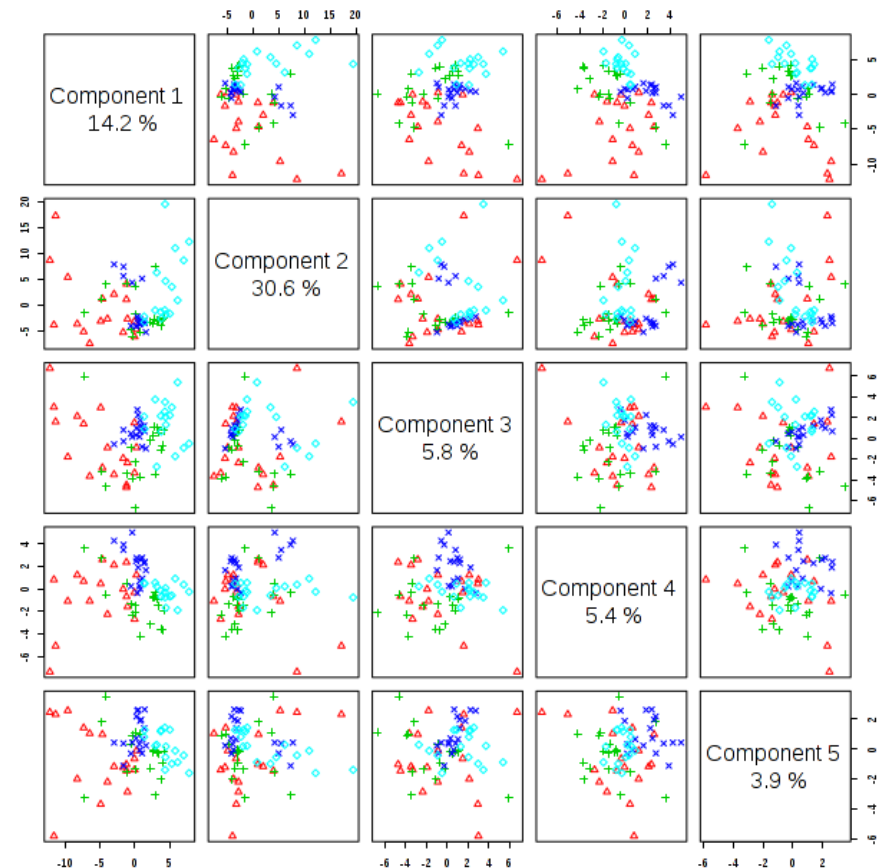 -5 0 5 10 15 20
-6 -4 -2 0 2 4
Component 1
14.2 %
-10 -5 0 5
-5 0 5 10 15 20
Component 2
30.6 %
Component 3
5.8 %
-6 -4 -2 0 2 4 6
-6 -4 -2 0 2 4
Component 4
5.4 %
Component 5
3.9 %
-6 -4 -2 0 2
-10 -5 0 5
-6 -4 -2 0 2 4 6
-6 -4 -2 0 2